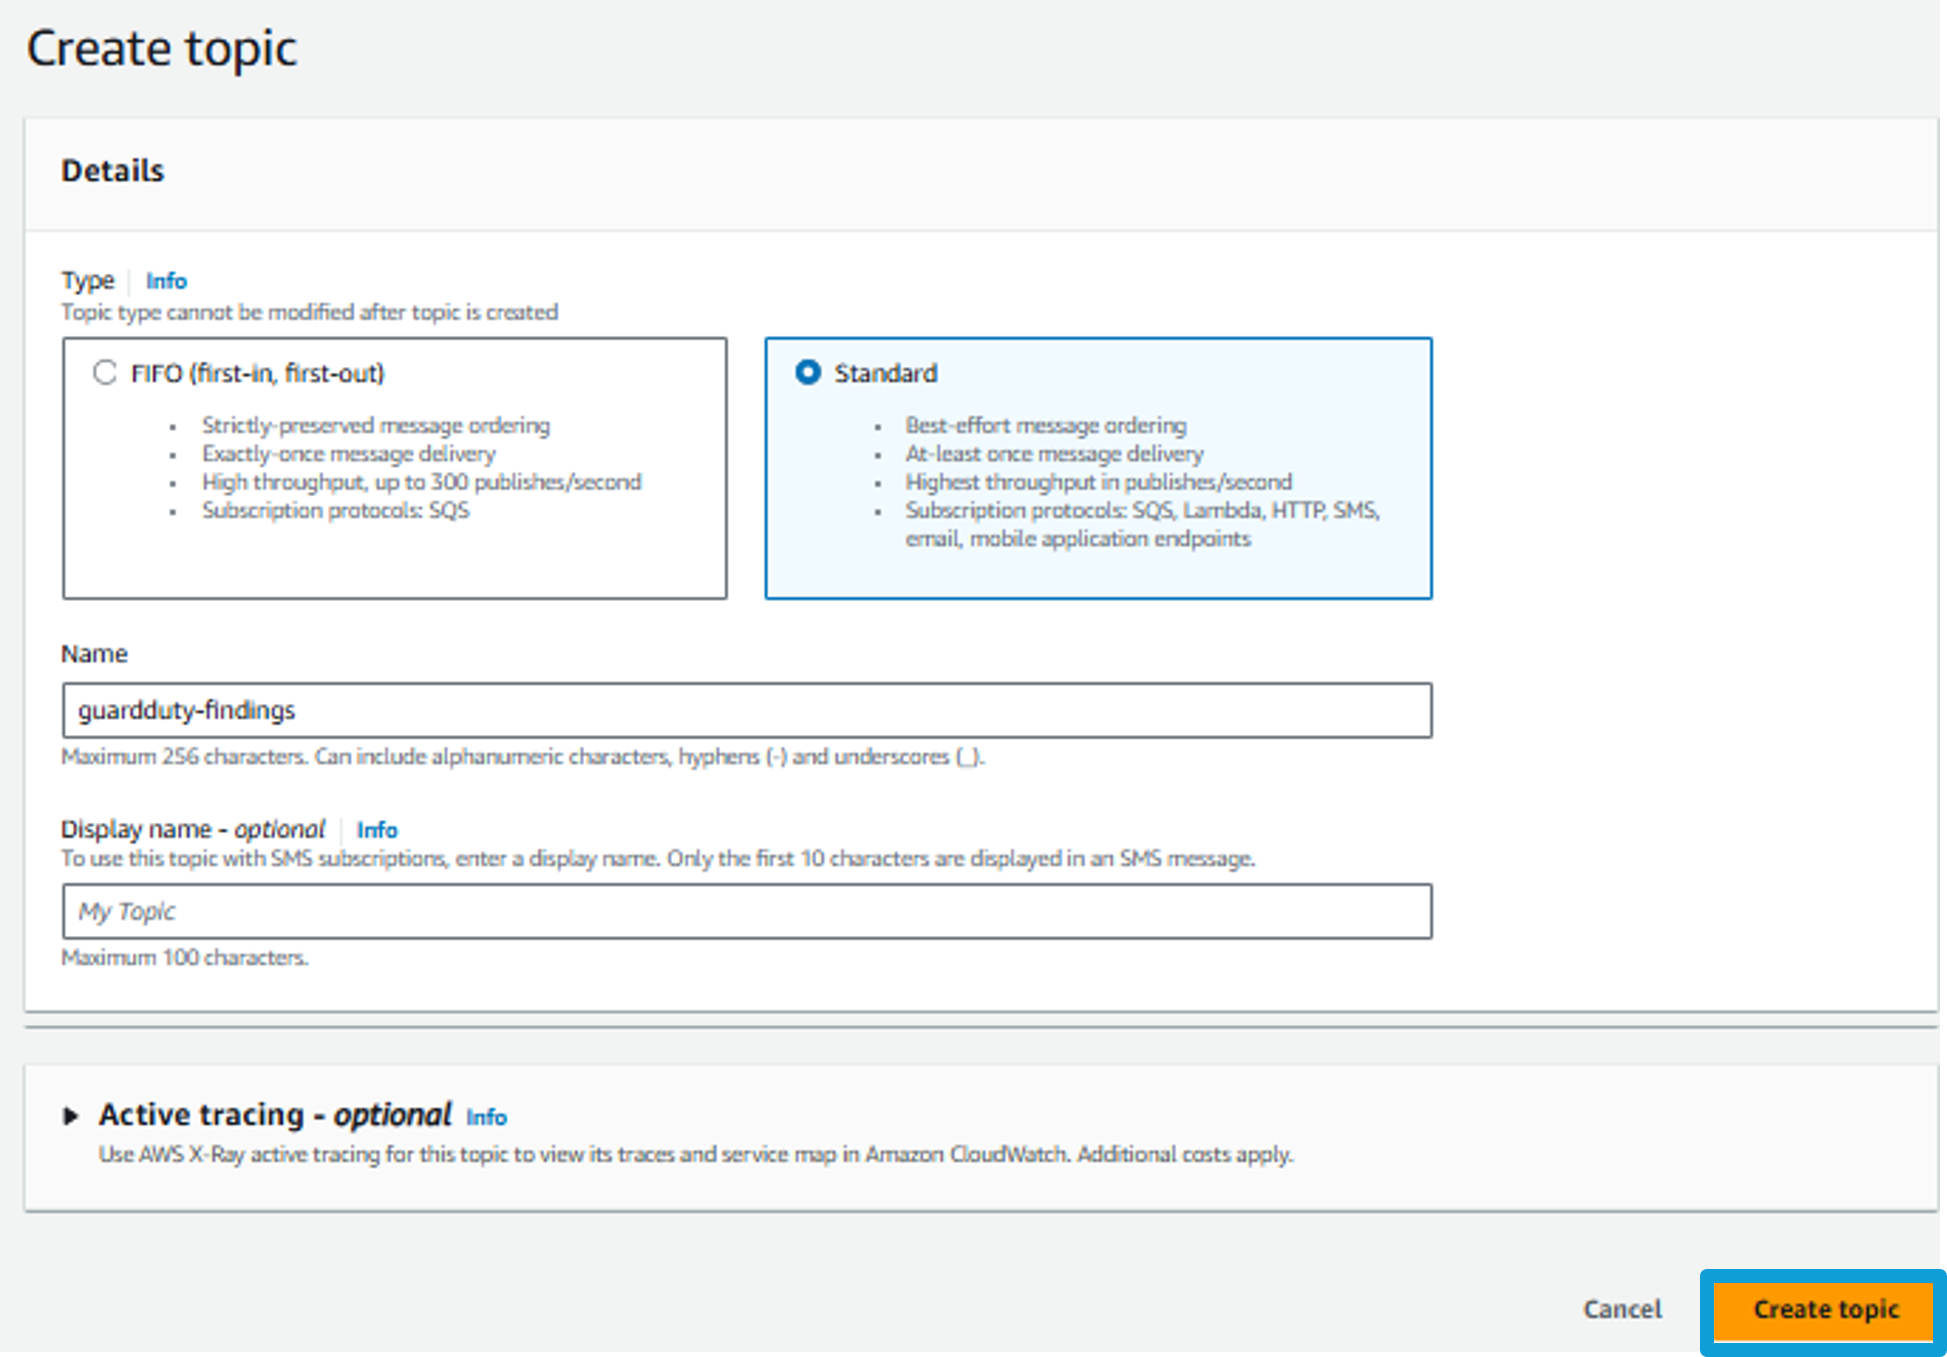 Create topic
Details
Type Info
Topic type cannot be modified after topic is created
FIFO (first-in, first-out)
Strictly-preserved message ordering
Exactly-once message delivery
High throughput, up to 300 publishes/second
Subscription protocols: SQS
Standard
Best-effort message ordering
At-least once message delivery
Highest throughput in publishes/second
Subscription protocols: SQS, Lambda, HTTP, SMS,
email, mobile application endpoints
Name
guardduty-findings
Maximum 256 characters. Can include alphanumeric characters, hyphens (-) and underscores (_).
Display name - optional Info
To use this topic with SMS subscriptions, enter a display name. Only the first 10 characters are displayed in an SMS message.
My Topic
Maximum 100 characters.
Active tracing - optional Info
Use AWS X-Ray active tracing for this topic to view its traces and service map in Amazon CloudWatch. Additional costs apply.
Cancel Create topic